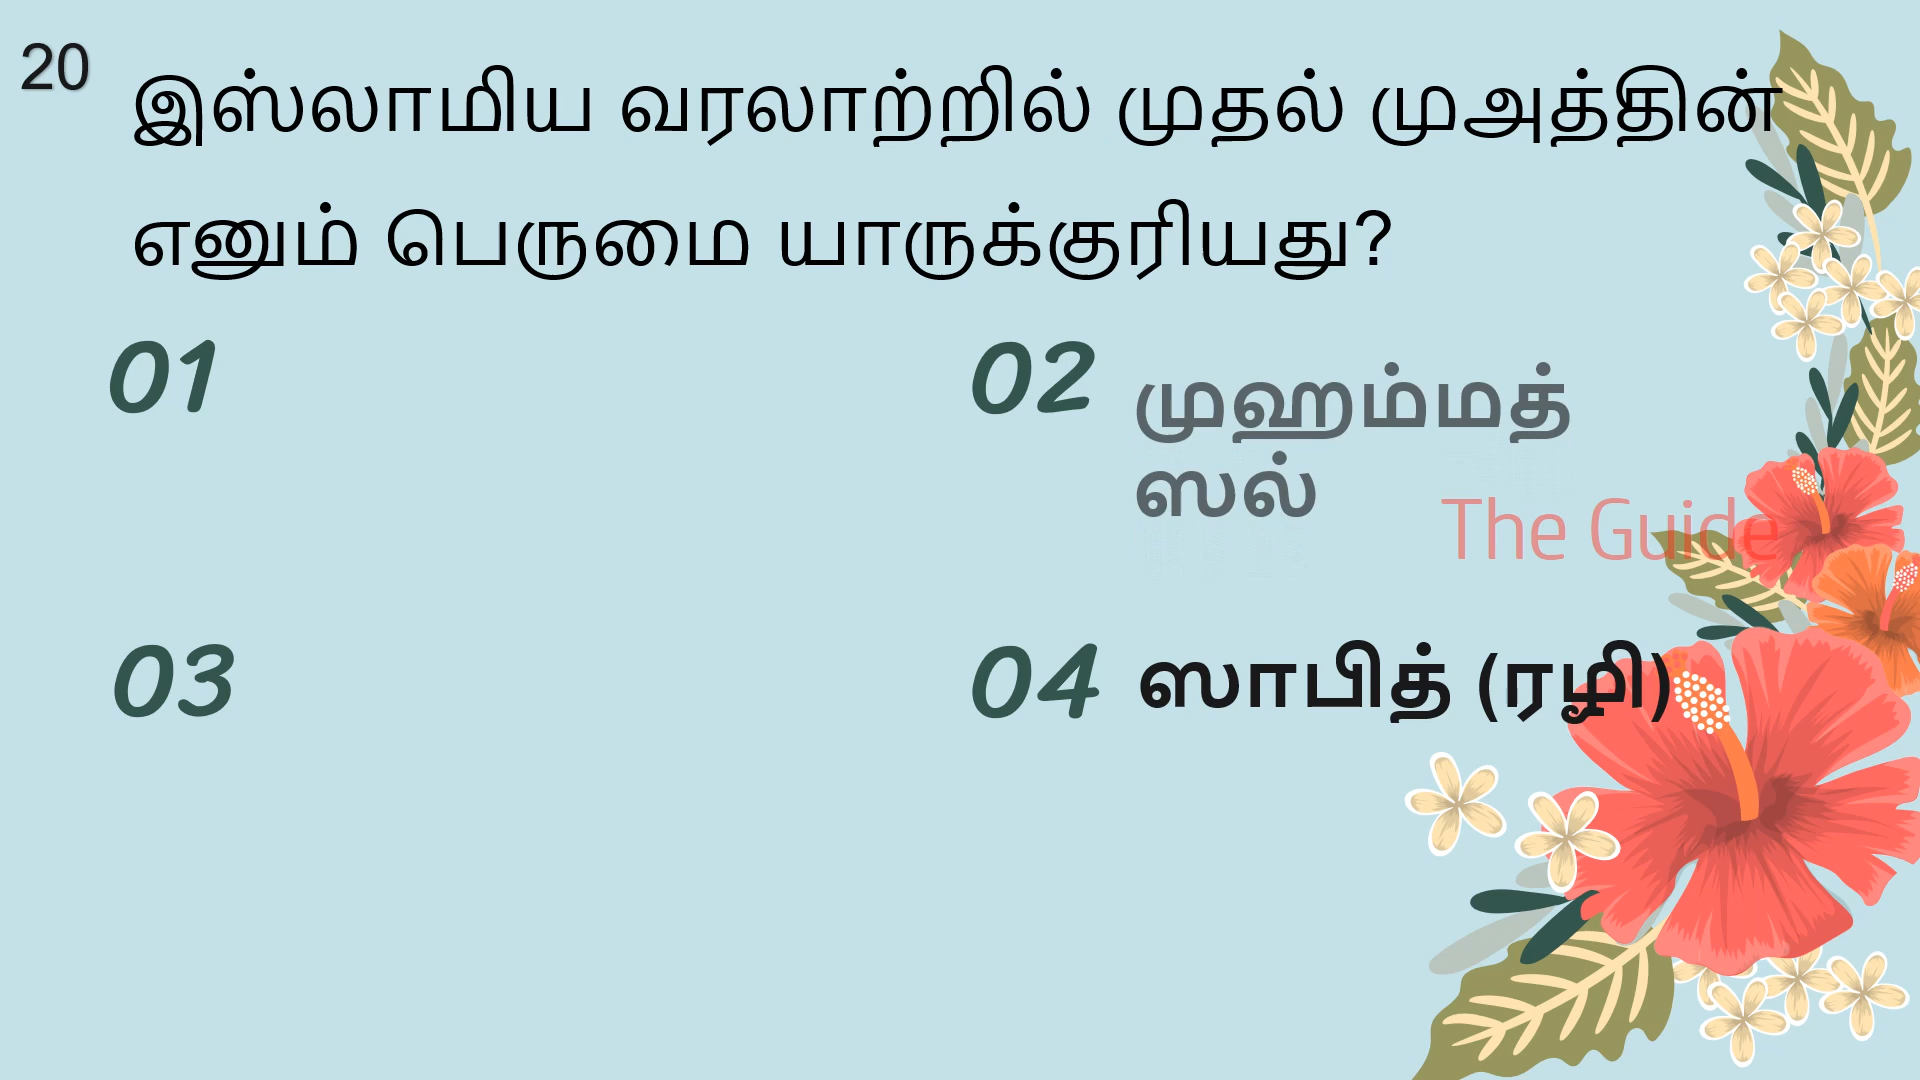 20
இஸ்லாமிய வரலாற்றில் முதல் முஅத்தின்
எனும் பெருமை யாருக்குரியது?
01
02 முஹம்மத்
ஸல்
The Guide
03
04 ஸாபித் (ரழி)